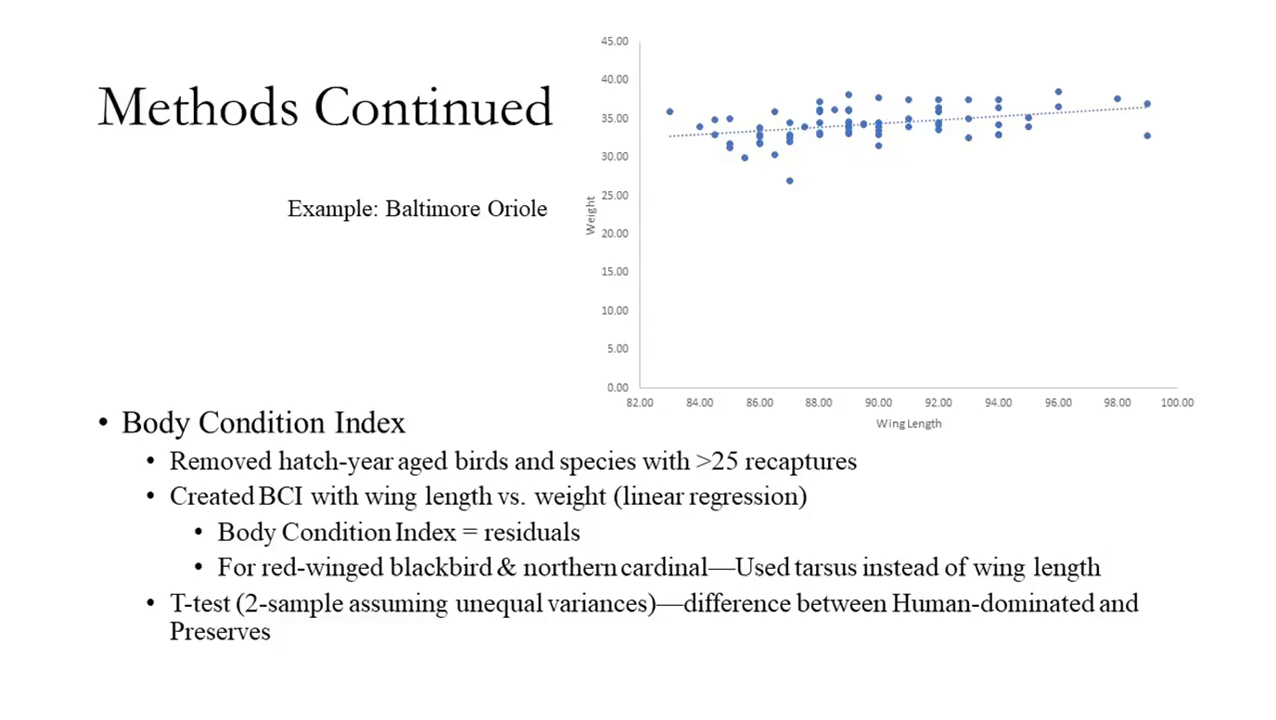 Methods Continued
Example: Baltimore Oriole
45.00
40.00
35.00
30.00
25.00
20.00
15.00
10.00
5.00
0.00
Weight
82.00 84.00 86.00 88.00 90.00 92.00 94.00 96.00 98.00 100.00
Wing Length
• Body Condition Index
• Removed hatch-year aged birds and species with >25 recaptures
• Created BCI with wing length vs. weight (linear regression)
• Body Condition Index = residuals
• For red-winged blackbird & northern cardinal—Used tarsus instead of wing length
• T-test (2-sample assuming unequal variances)—difference between Human-dominated and
Preserves